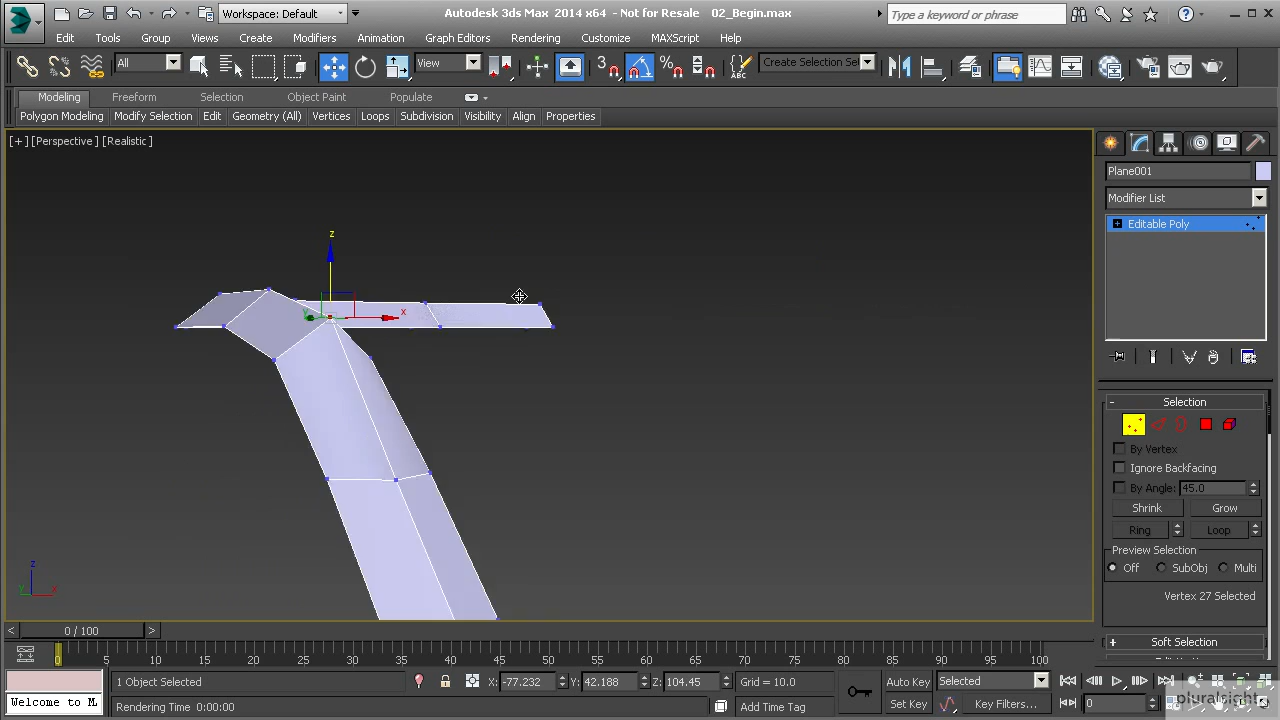 Workspace: Default
Autodesk 3ds Max 2014 x64 - Not for Resale 02_Begin.max
Type a keyword or phrase
Edit Tools Group Views Create Modifiers Animation Graph Editors Rendering Customize MAXScript Help
All View 3 Create Selection Se
Modeling Freeform Selection Object Paint Populate
Polygon Modeling Modify Selection Edit Geometry (All) Vertices Loops Subdivision Visibility Align Properties
[+] [Perspective] [Realistic]
z
x
y
z
y x
Plane001
Modifier List
Editable Poly
- Selection
By Vertex
Ignore Backfacing
By Angle: 45.0
Shrink Grow
Ring Loop
Preview Selection
Off SubObj Multi
Vertex 27 Selected
+ Soft Selection
< 0 / 100 >
0 5 10 15 20 25 30 35 40 45 50 55 60 65 70 75 80 85 90 95 100
1 Object Selected X: -77.232 Y: 42.188 Z: 104.45 Grid = 10.0 Auto Key Selected
Welcome to M Rendering Time 0:00:00 Add Time Tag Set Key Key Filters... 0
pluralsight